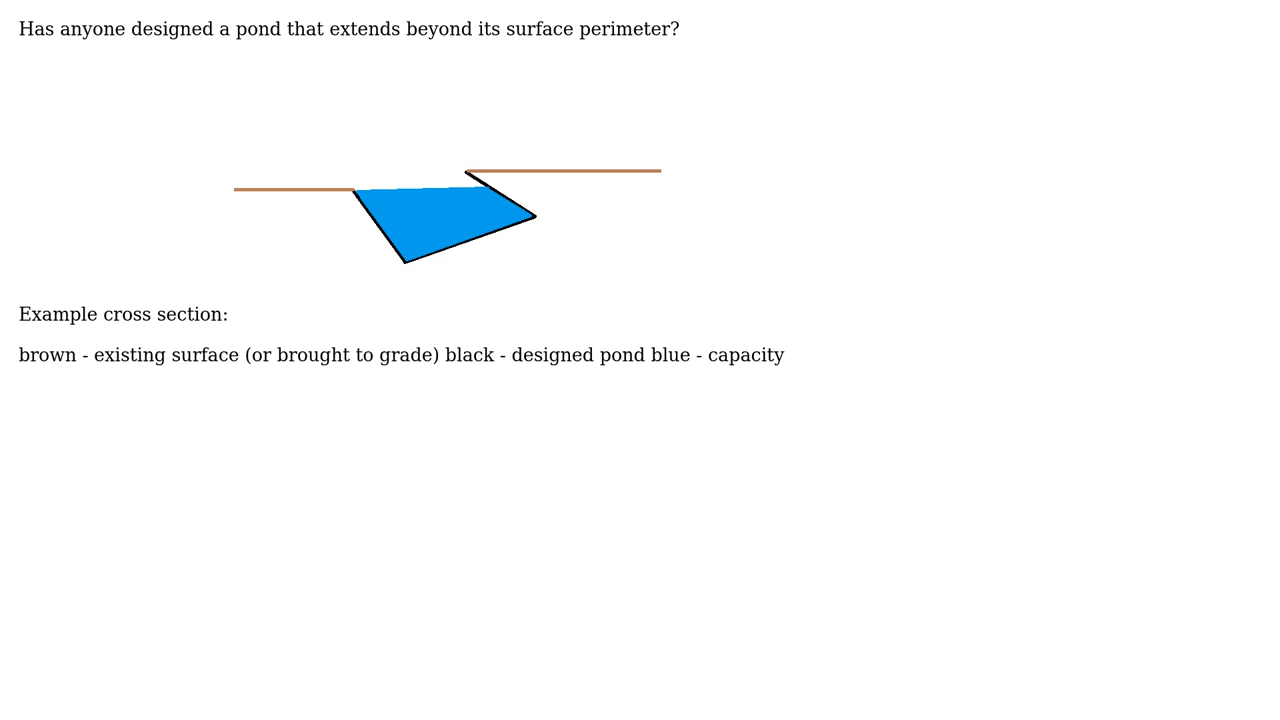 Has anyone designed a pond that extends beyond its surface perimeter?
Example cross section:
brown - existing surface (or brought to grade) black - designed pond blue - capacity